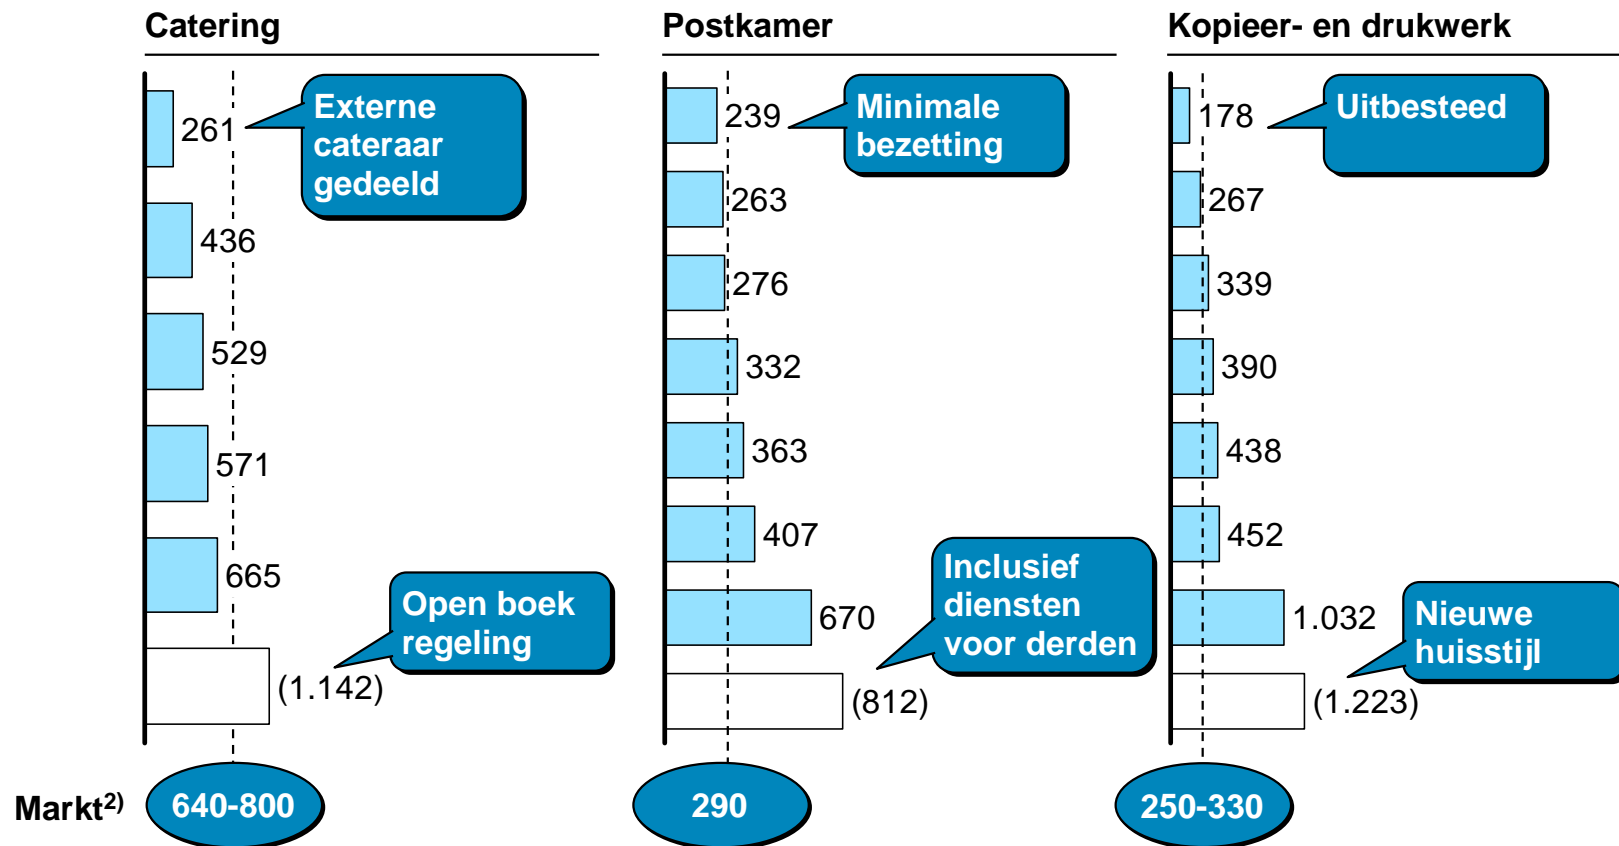 Catering
261
Externe
cateraar
gedeeld
436
529
571
665
Open boek
regeling
(1.142)
Postkamer
239
Minimale
bezetting
263
276
332
363
407
Inclusief
diensten
voor derden
670
(812)
Kopieer- en drukwerk
178
Uitbesteed
267
339
390
438
452
1.032
Nieuwe
huisstijl
(1.223)
Markt2) 640-800 290 250-330